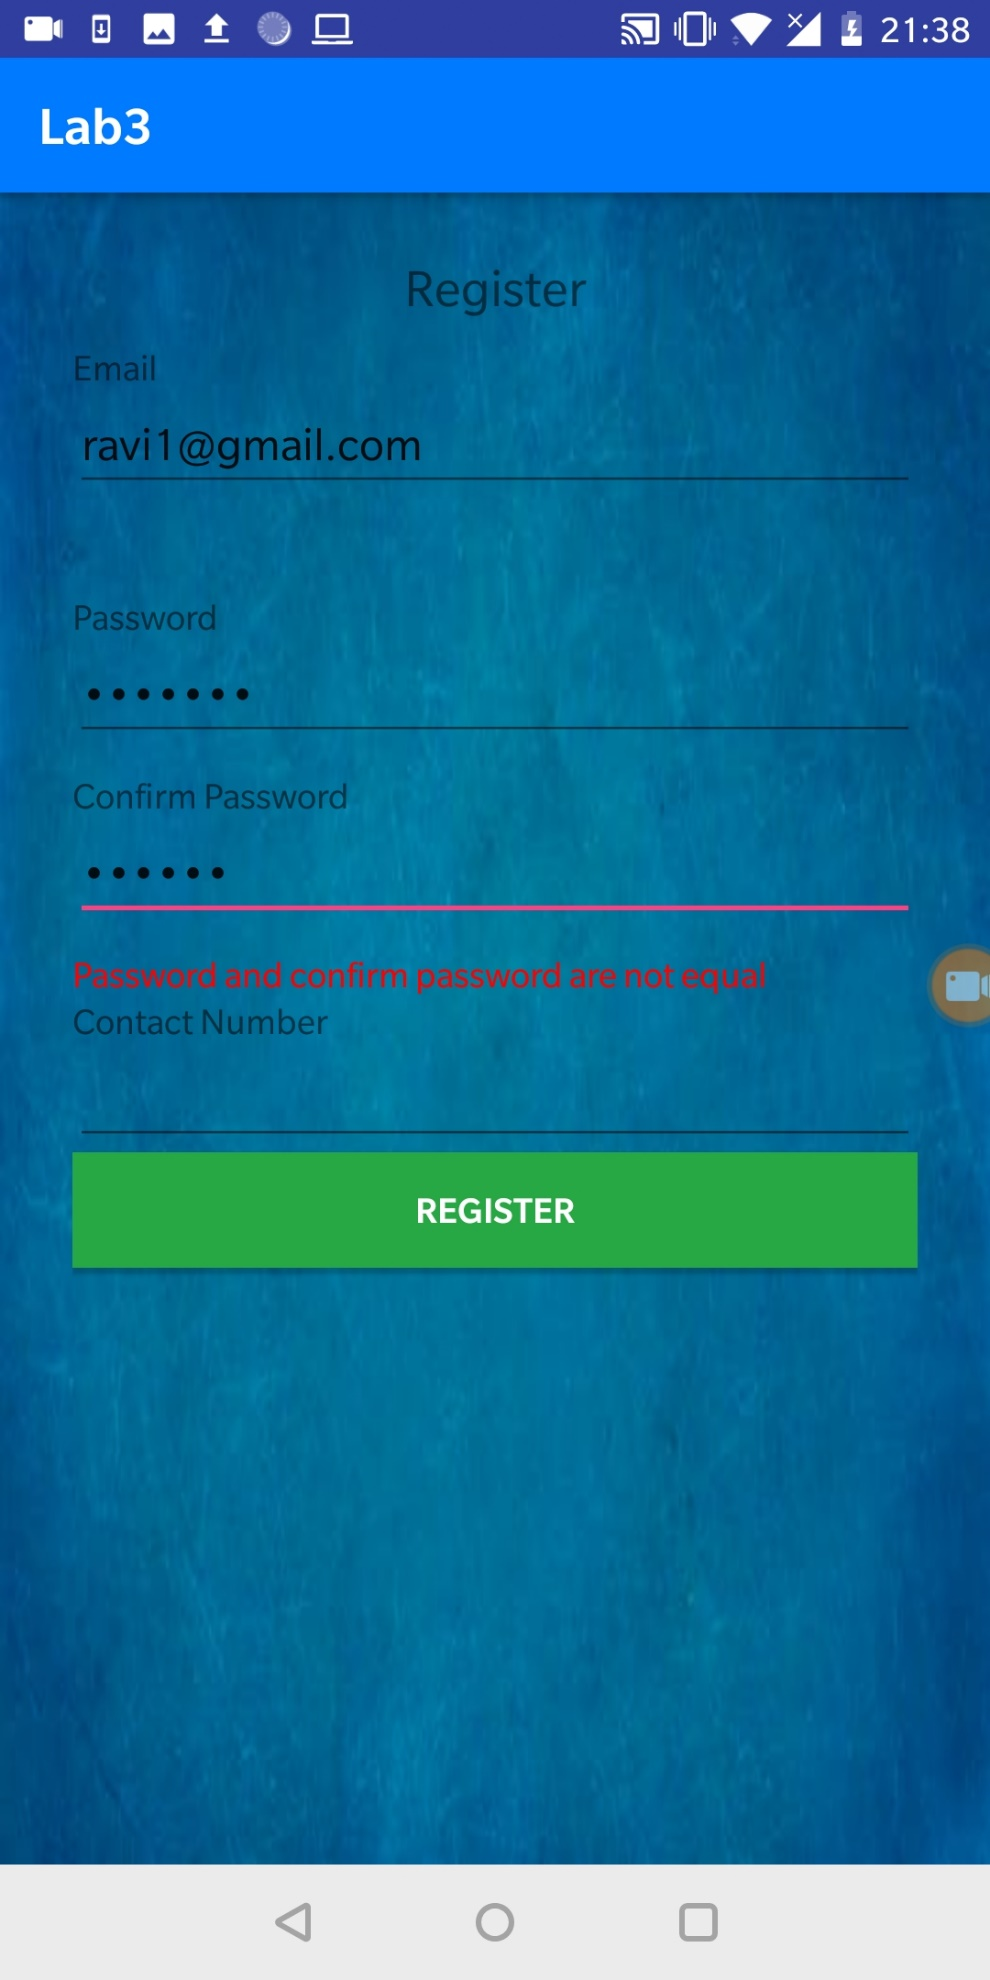 21:38
Lab3
Register
Email
ravi1@gmail.com
Password
•••••••
Confirm Password
••••••
Password and confirm password are not equal
Contact Number
REGISTER